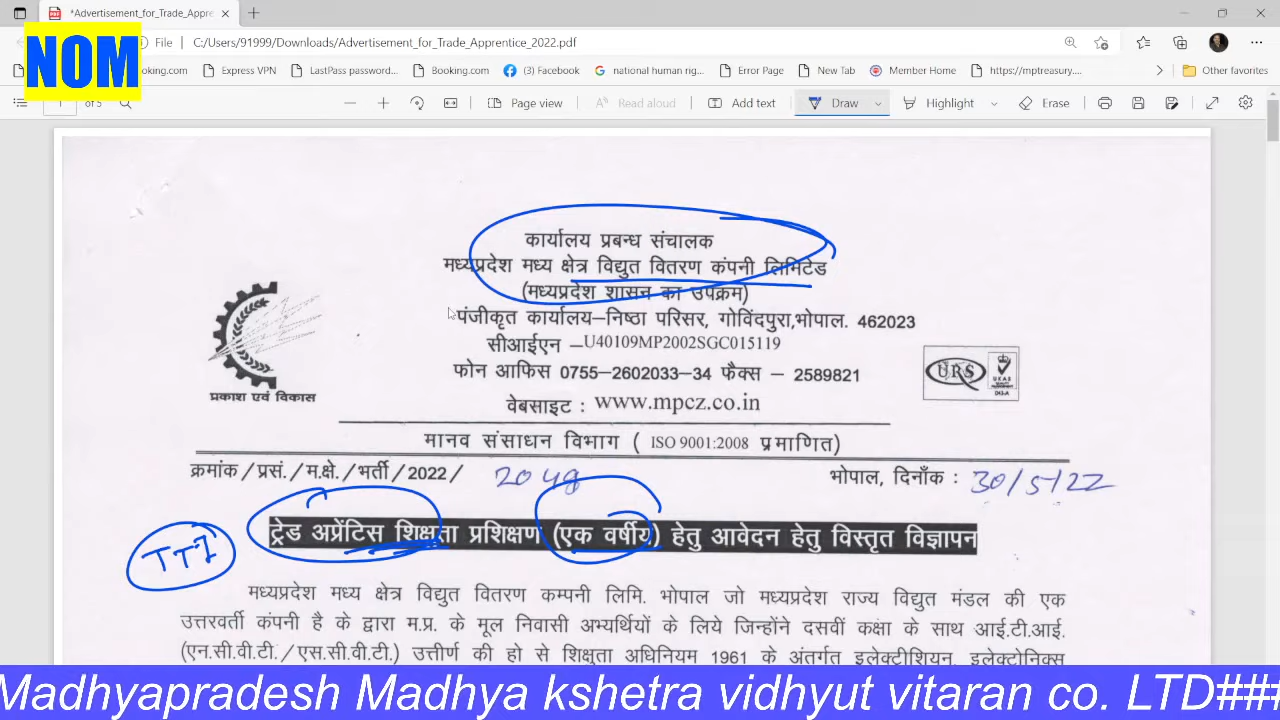 *Advertisement_for_Trade_Appre
NOM
File C:/Users/91999/Downloads/Advertisement_for_Trade_Apprentice_2022.pdf
ooking.com Express VPN LastPass password... Booking.com (3) Facebook national human rig... Error Page New Tab Member Home https://mptreasury.... Other favorites
1 of 5 Page view Read aloud Add text Draw Highlight Erase
कार्यालय प्रबन्ध संचालक
मध्यप्रदेश मध्य क्षेत्र विद्युत वितरण कंपनी लिमिटेड
(मध्यप्रदेश शासन का उपक्रम)
पंजीकृत कार्यालय–निष्ठा परिसर, गोविंदपुरा,भोपाल. 462023
सीआईएन –U40109MP2002SGC015119
फोन आफिस 0755–2602033–34 फैक्स – 2589821
वेबसाइट : www.mpcz.co.in
प्रकाश एवं विकास
URS
UKAS
मानव संसाधन विभाग ( ISO 9001:2008 प्रमाणित)
क्रमांक/प्रसं./म.क्षे./भर्ती/2022/ 2048 भोपाल, दिनाँक : 30/5/22
ट्रेड अप्रेंटिस शिक्षुता प्रशिक्षण (एक वर्षीय) हेतु आवेदन हेतु विस्तृत विज्ञापन
मध्यप्रदेश मध्य क्षेत्र विद्युत वितरण कम्पनी लिमि. भोपाल जो मध्यप्रदेश राज्य विद्युत मंडल की एक
उत्तरवर्ती कंपनी है के द्वारा म.प्र. के मूल निवासी अभ्यर्थियों के लिये जिन्होंने दसवीं कक्षा के साथ आई.टी.आई.
(एन.सी.वी.टी./एस.सी.वी.टी.) उत्तीर्ण की हो से शिक्षुता अधिनियम 1961 के अंतर्गत इलेक्ट्रीशियन, इलेक्ट्रोनिक्स
Madhyapradesh Madhya kshetra vidhyut vitaran co. LTD###